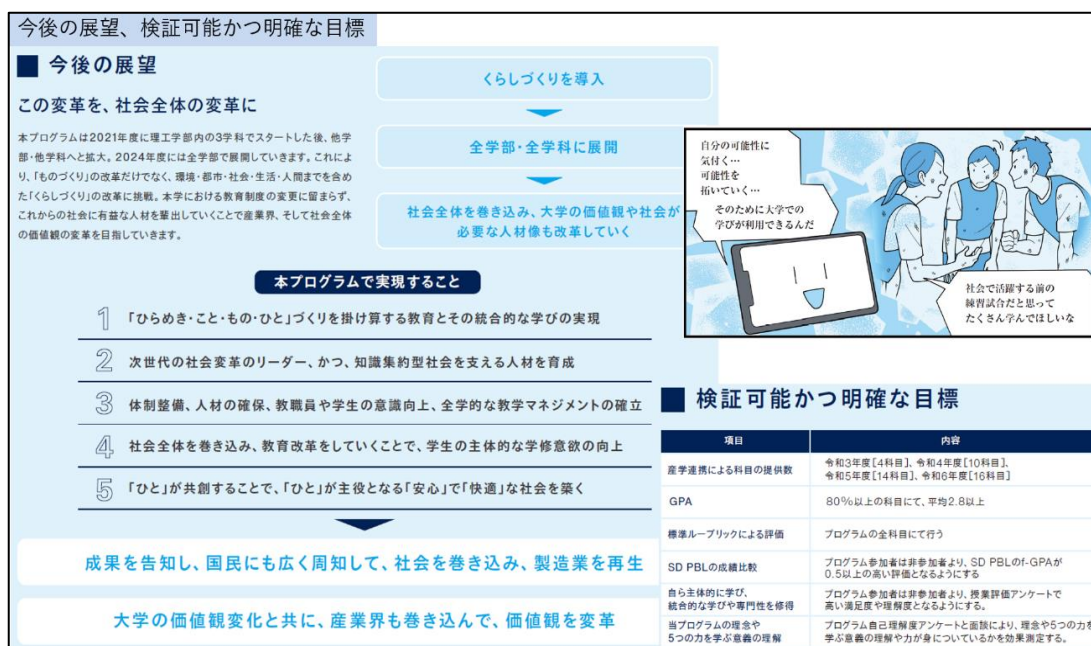 今後の展望、検証可能かつ明確な目標
今後の展望
この変革を、社会全体の変革に
本プログラムは2021年度に理工学部内の3学科でスタートした後、他学
部・他学科へと拡大。2024年度には全学部で展開していきます。これによ
り、「ものづくり」の改革だけでなく、環境・都市・社会・生活・人間までを含め
た「くらしづくり」の改革に挑戦。本学における教育制度の変更に留まらず、
これからの社会に有益な人材を輩出していくことで産業界、そして社会全体
の価値観の変革を目指していきます。
くらしづくりを導入
全学部・全学科に展開
社会全体を巻き込み、大学の価値観や社会が
必要な人材像も改革していく
自分の可能性に
気付く…
可能性を
拓いていく…
そのために大学での
学びが利用できるんだ
社会で活躍する前の
練習試合だと思って
たくさん学んでほしいな
本プログラムで実現すること
1 「ひらめき・こと・もの・ひと」づくりを掛け算する教育とその統合的な学びの実現
2 次世代の社会変革のリーダー、かつ、知識集約型社会を支える人材を育成
3 体制整備、人材の確保、教職員や学生の意識向上、全学的な教学マネジメントの確立
4 社会全体を巻き込み、教育改革をしていくことで、学生の主体的な学修意欲の向上
5 「ひと」が共創することで、「ひと」が主役となる「安心」で「快適」な社会を築く
成果を告知し、国民にも広く周知して、社会を巻き込み、製造業を再生
大学の価値観変化と共に、産業界も巻き込んで、価値観を変革
検証可能かつ明確な目標
項目 内容
産学連携による科目の提供数 令和3年度[4科目]、令和4年度[10科目]、
令和5年度[14科目]、令和6年度[16科目]
GPA 80%以上の科目にて、平均2.8以上
標準ルーブリックによる評価 プログラムの全科目にて行う
SD PBLの成績比較 プログラム参加者は非参加者より、SD PBLのf-GPAが
0.5以上の高い評価となるようにする
自ら主体的に学び、
統合的な学びや専門性を修得 プログラム参加者は非参加者より、授業評価アンケートで
高い満足度や理解度となるようにする。
当プログラムの理念や
5つの力を学ぶ意義の理解 プログラム自己理解度アンケートと面談により、理念や5つの力を
学ぶ意義の理解や力が身についているかを効果測定する。